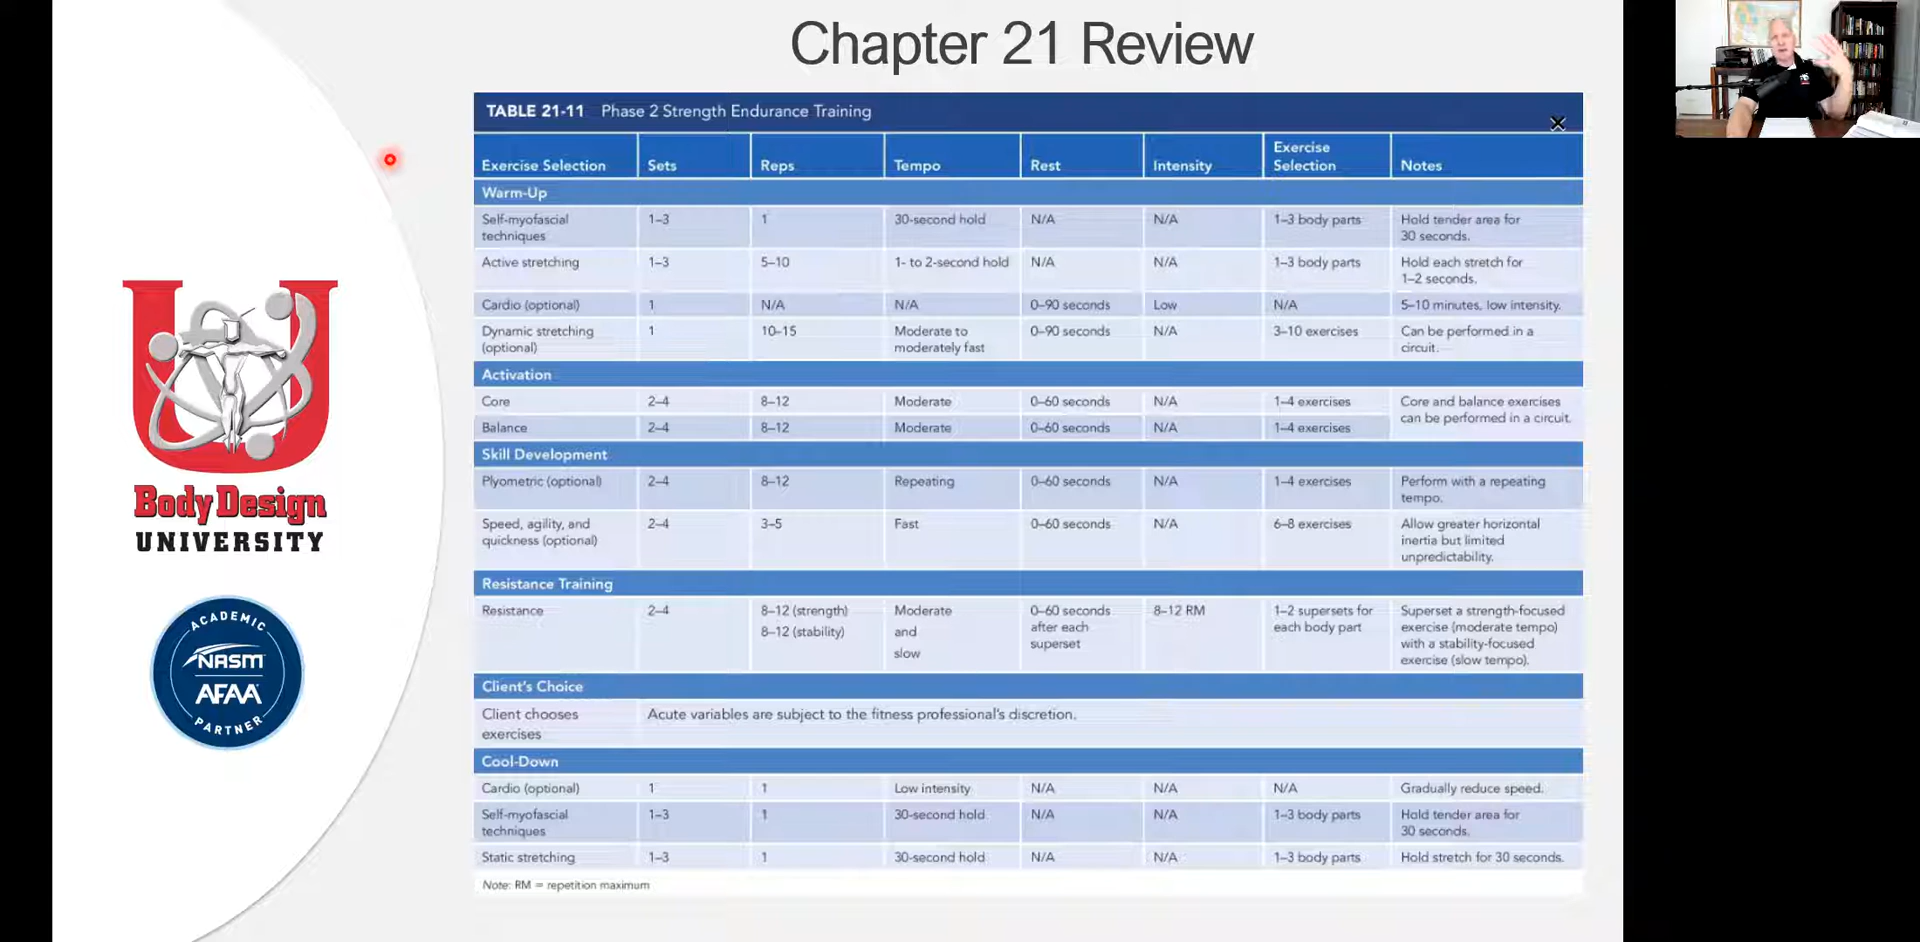 Chapter 21 Review
TABLE 21-11 Phase 2 Strength Endurance Training
Exercise Selection Sets Reps Tempo Rest Intensity Exercise Selection Notes
Warm-Up
Self-myofascial techniques 1–3 1 30-second hold N/A N/A 1–3 body parts Hold tender area for 30 seconds.
Active stretching 1–3 5–10 1- to 2-second hold N/A N/A 1–3 body parts Hold each stretch for 1–2 seconds.
Cardio (optional) 1 N/A N/A 0–90 seconds Low N/A 5–10 minutes, low intensity.
Dynamic stretching (optional) 1 10–15 Moderate to moderately fast 0–90 seconds N/A 3–10 exercises Can be performed in a circuit.
Activation
Core 2–4 8–12 Moderate 0–60 seconds N/A 1–4 exercises Core and balance exercises can be performed in a circuit.
Balance 2–4 8–12 Moderate 0–60 seconds N/A 1–4 exercises
Skill Development
Plyometric (optional) 2–4 8–12 Repeating 0–60 seconds N/A 1–4 exercises Perform with a repeating tempo.
Speed, agility, and quickness (optional) 2–4 3–5 Fast 0–60 seconds N/A 6–8 exercises Allow greater horizontal inertia but limited unpredictability.
Resistance Training
Resistance 2–4 8–12 (strength) 8–12 (stability) Moderate and slow 0–60 seconds after each superset 8–12 RM 1–2 supersets for each body part Superset a strength-focused exercise (moderate tempo) with a stability-focused exercise (slow tempo).
Client's Choice
Client chooses exercises Acute variables are subject to the fitness professional's discretion.
Cool-Down
Cardio (optional) 1 1 Low intensity N/A N/A N/A Gradually reduce speed.
Self-myofascial techniques 1–3 1 30-second hold N/A N/A 1–3 body parts Hold tender area for 30 seconds.
Static stretching 1–3 1 30-second hold N/A N/A 1–3 body parts Hold stretch for 30 seconds.
Note: RM = repetition maximum
U
Body Design
UNIVERSITY
ACADEMIC
NASM
AFAA
PARTNER